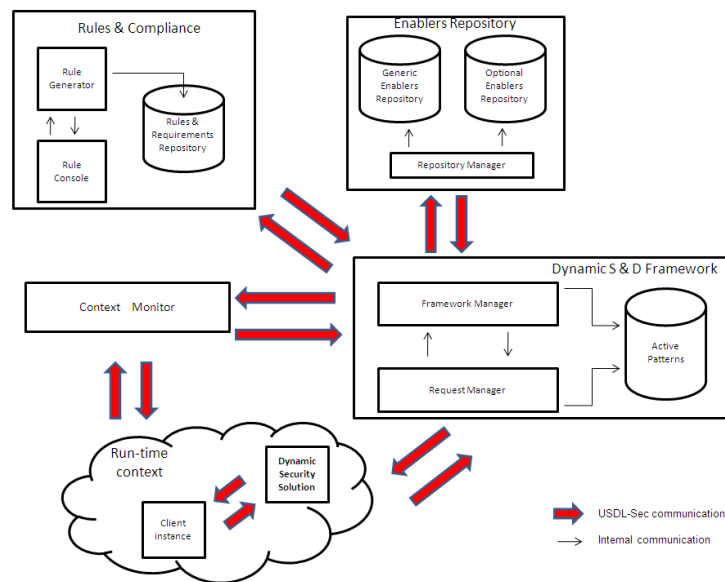 Rules & Compliance
Rule
Generator
Rules &
Requirements
Repository
Rule
Console
Enablers Repository
Generic
Enablers
Repository
Optional
Enablers
Repository
Repository Manager
Dynamic S & D Framework
Framework Manager
Request Manager
Active
Patterns
Context Monitor
Run-time
context
Dynamic
Security
Solution
Client
instance
USDL-Sec communication
Internal communication